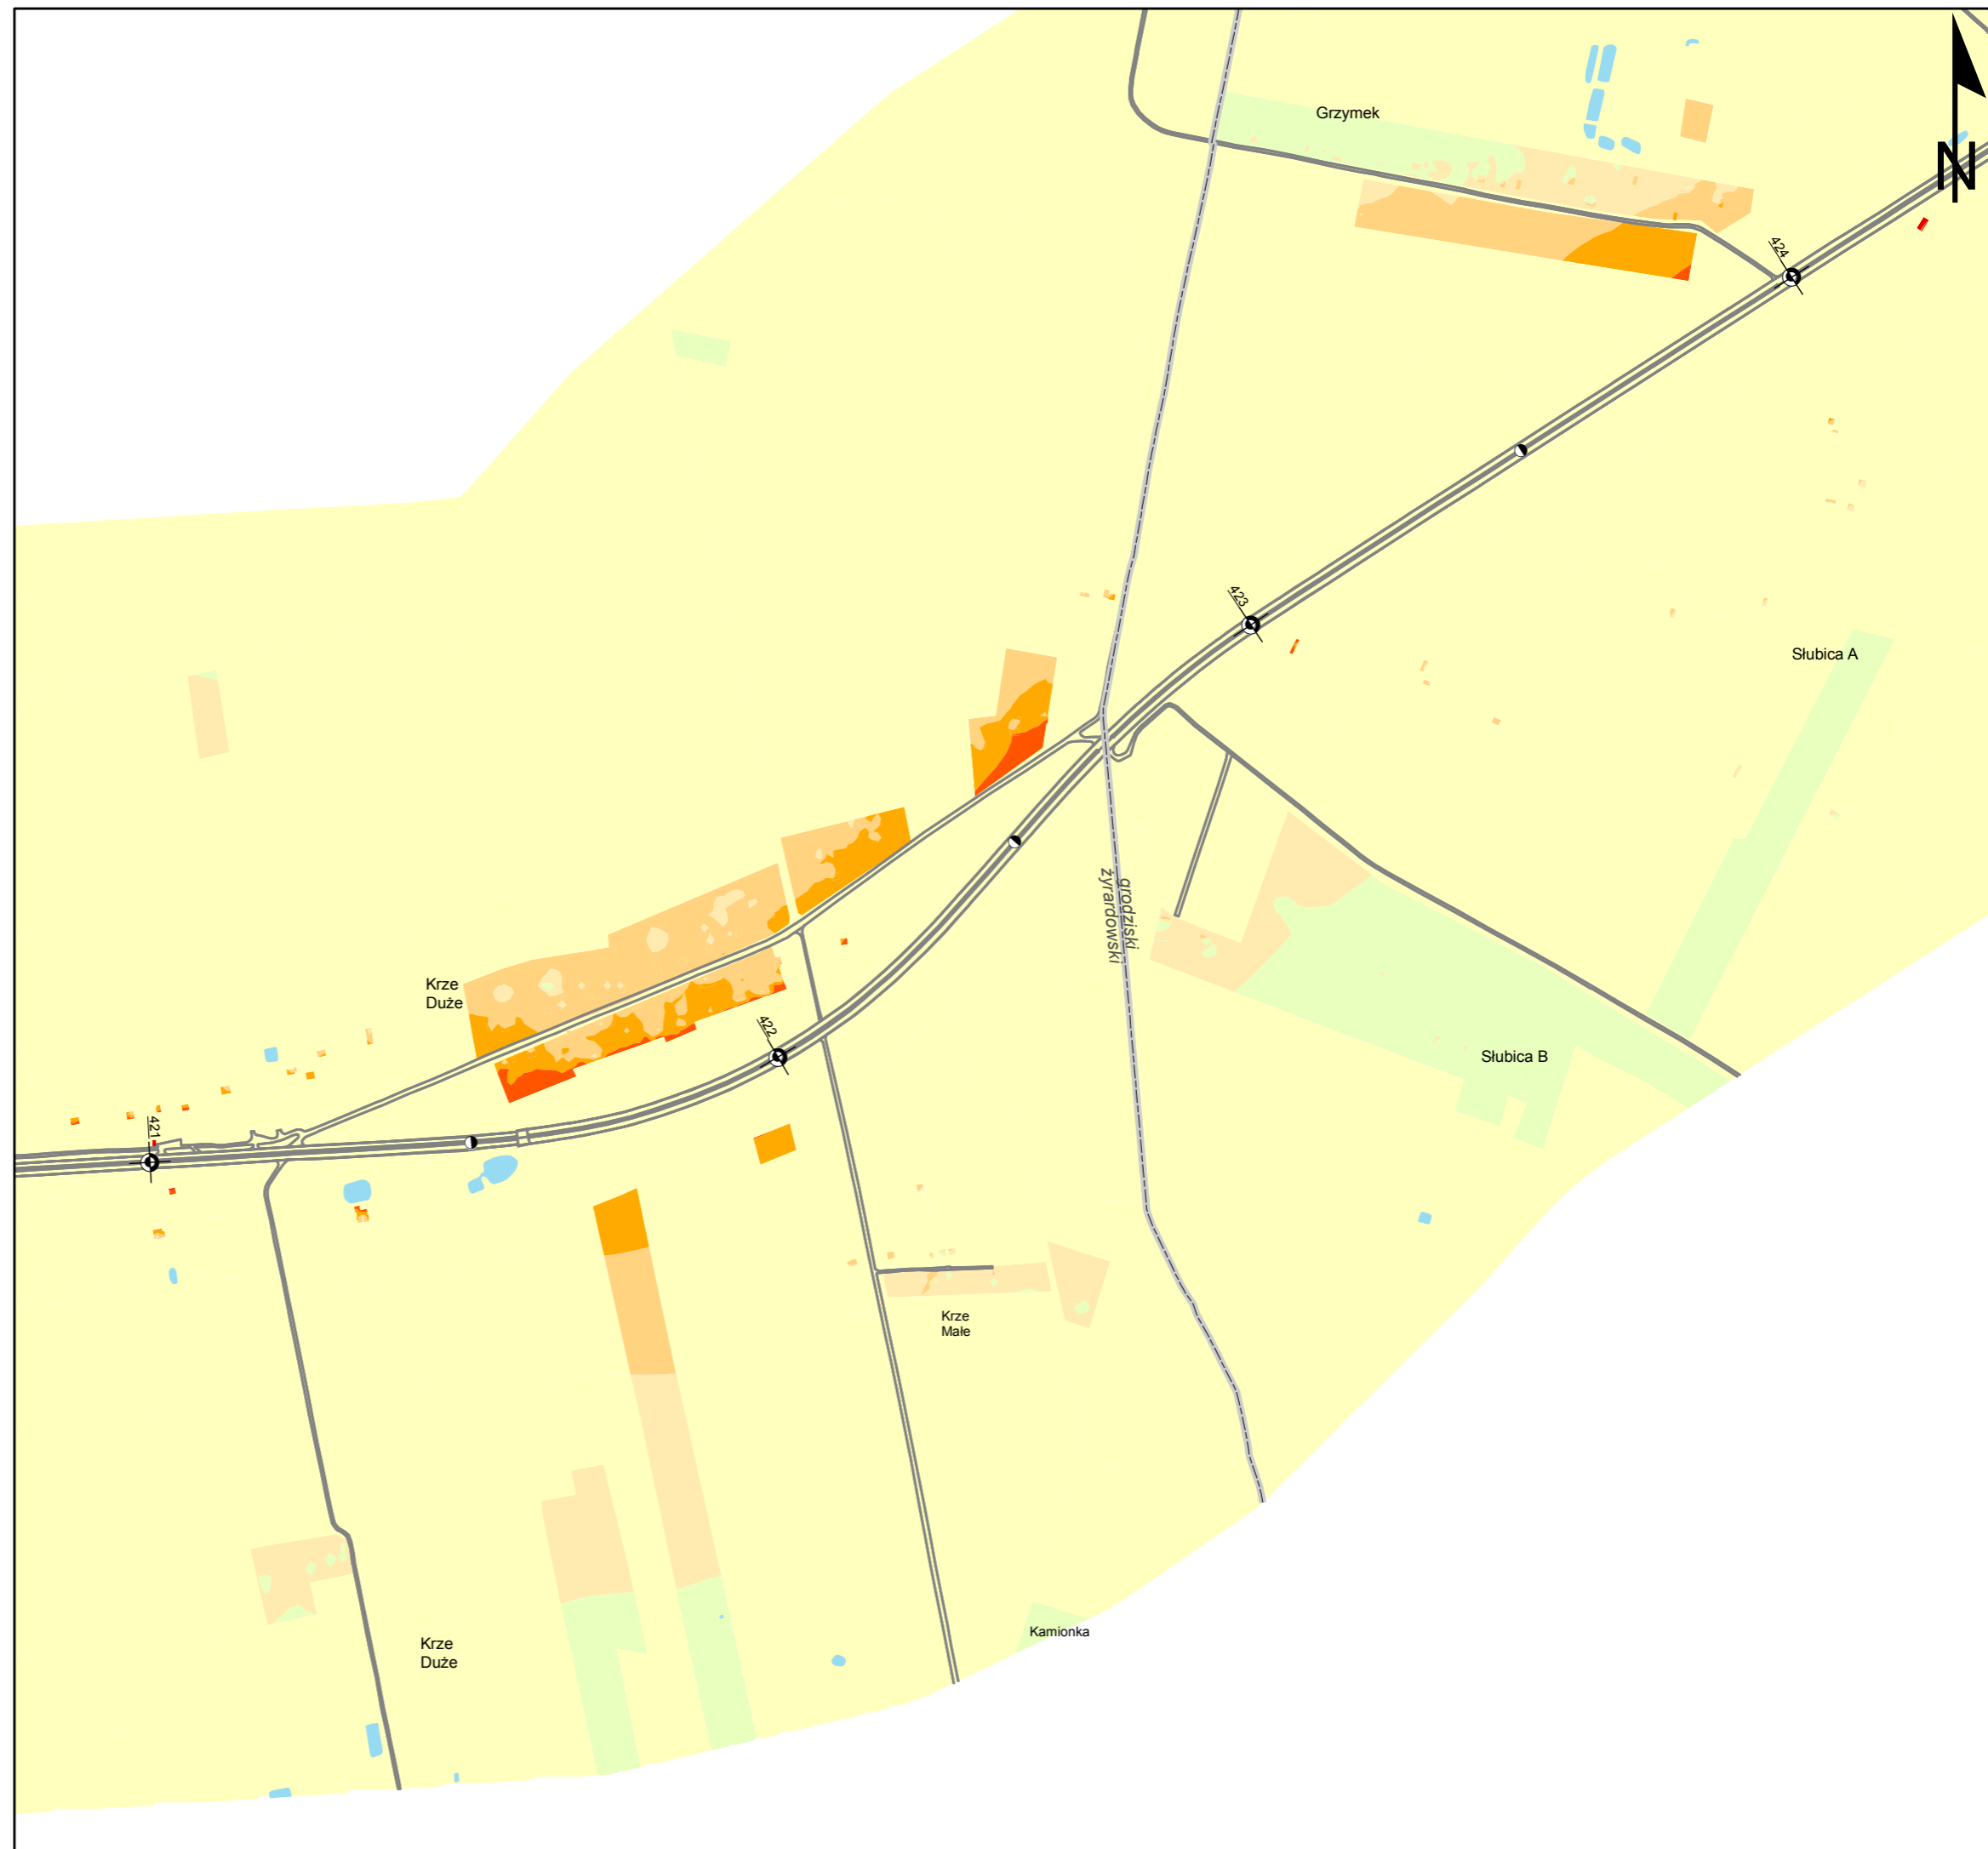 Grzymek
N
424
423
Słubica A
grodziski
żyrardowski
Krze
Duże
422
Słubica B
421
Krze
Małe
Kamionka
Krze
Duże